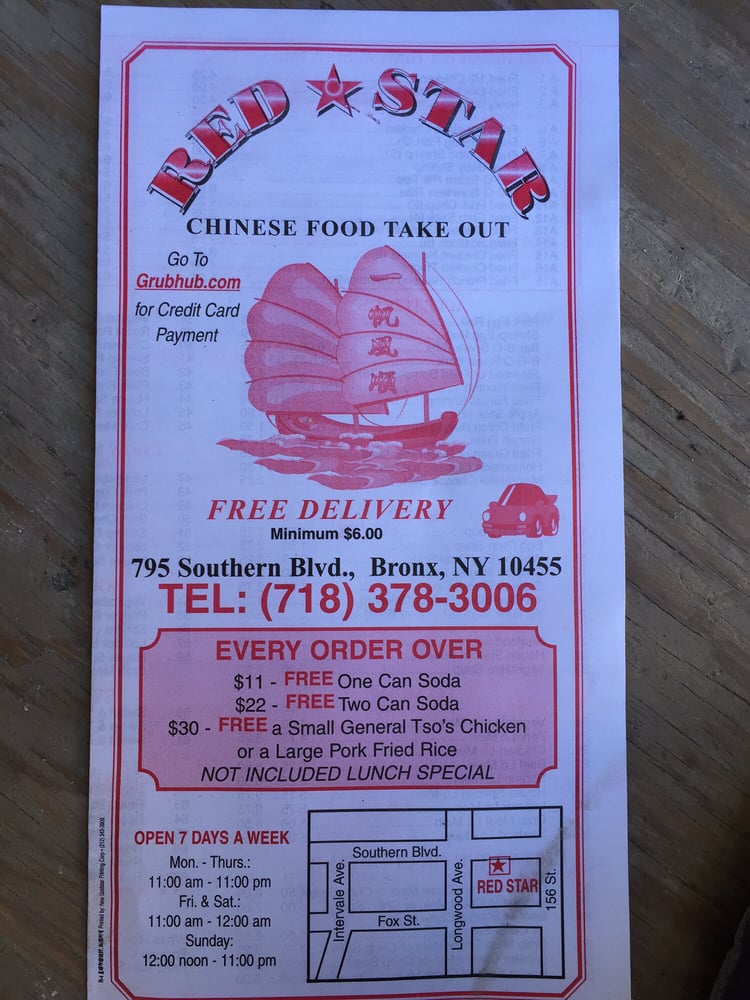 RED STAR
CHINESE FOOD TAKE OUT
Go To
Grubhub.com
for Credit Card
Payment
一
帆
風
順
FREE DELIVERY
Minimum $6.00
795 Southern Blvd., Bronx, NY 10455
TEL: (718) 378-3006
EVERY ORDER OVER
$11 - FREE One Can Soda
$22 - FREE Two Can Soda
$30 - FREE a Small General Tso's Chicken
or a Large Pork Fried Rice
NOT INCLUDED LUNCH SPECIAL
OPEN 7 DAYS A WEEK
Mon. - Thurs.:
11:00 am - 11:00 pm
Fri. & Sat.:
11:00 am - 12:00 am
Sunday:
12:00 noon - 11:00 pm
Southern Blvd.
Intervale Ave.
Longwood Ave.
RED STAR
156 St.
Fox St.